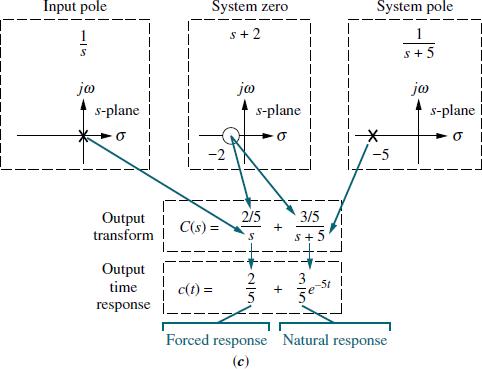 Input pole
1/s
jω
s-plane
σ
System zero
s + 2
jω
s-plane
σ
−2
System pole
1/(s + 5)
jω
s-plane
σ
−5
Output transform
C(s) = (2/5)/s + (3/5)/(s + 5)
Output time response
c(t) = 2/5 + 3/5 e^−5t
Forced response
Natural response
(c)